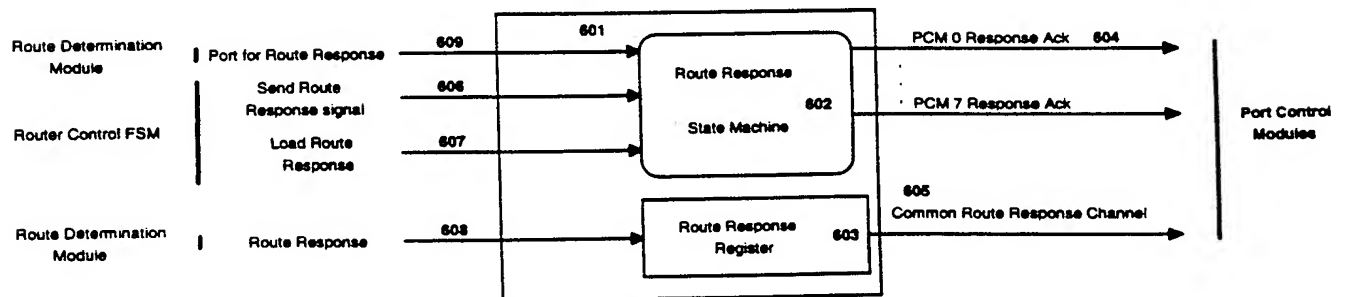 Route Determination
Module
Port for Route Response
609
601
Send Route
Response signal
606
Router Control FSM
Load Route
Response
607
Route Response
State Machine
602
PCM 0 Response Ack 604
PCM 7 Response Ack
Port Control
Modules
605
Common Route Response Channel
Route Determination
Module
Route Response
608
Route Response
Register
603